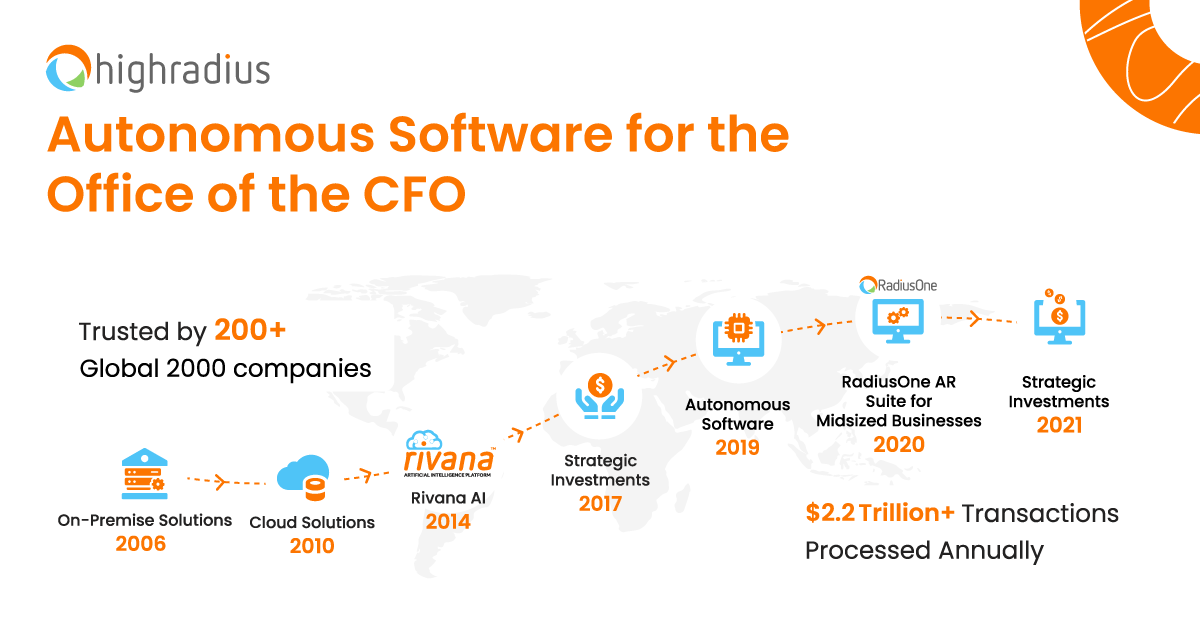 highradius
Autonomous Software for the
Office of the CFO
Trusted by 200+
Global 2000 companies
On-Premise Solutions
2006
Cloud Solutions
2010
rivana™
ARTIFICIAL INTELLIGENCE PLATFORM
Rivana AI
2014
$
Strategic
Investments
2017
Autonomous
Software
2019
RadiusOne
RadiusOne AR
Suite for
Midsized Businesses
2020
$
Strategic
Investments
2021
$2.2 Trillion+ Transactions
Processed Annually